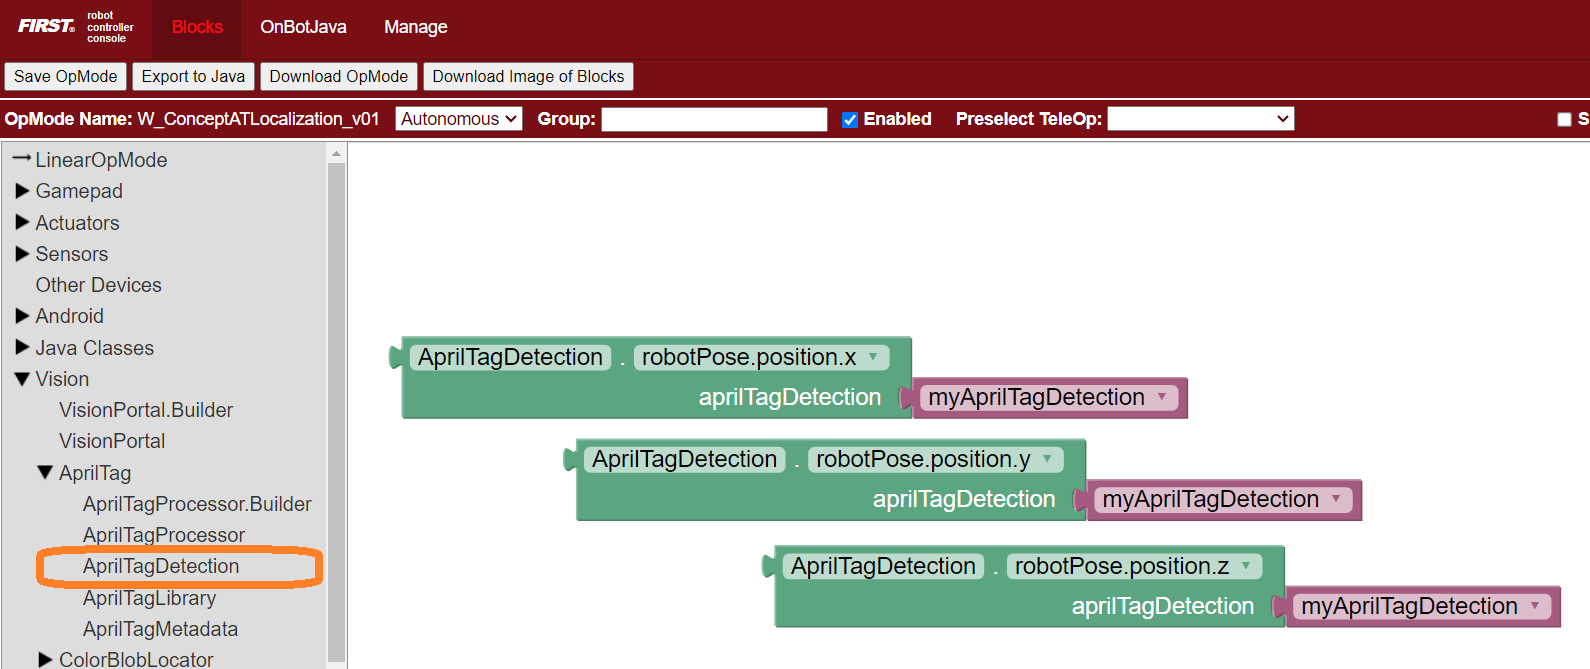 FIRST® robot controller console Blocks OnBotJava Manage
Save OpMode Export to Java Download OpMode Download Image of Blocks
OpMode Name: W_ConceptATLocalization_v01 Autonomous Group: Enabled Preselect TeleOp: S
LinearOpMode
Gamepad
Actuators
Sensors
Other Devices
Android
Java Classes
Vision
VisionPortal.Builder
VisionPortal
AprilTag
AprilTagProcessor.Builder
AprilTagProcessor
AprilTagDetection
AprilTagLibrary
AprilTagMetadata
ColorBlobLocator
AprilTagDetection . robotPose.position.x
aprilTagDetection myAprilTagDetection
AprilTagDetection . robotPose.position.y
aprilTagDetection myAprilTagDetection
AprilTagDetection . robotPose.position.z
aprilTagDetection myAprilTagDetection